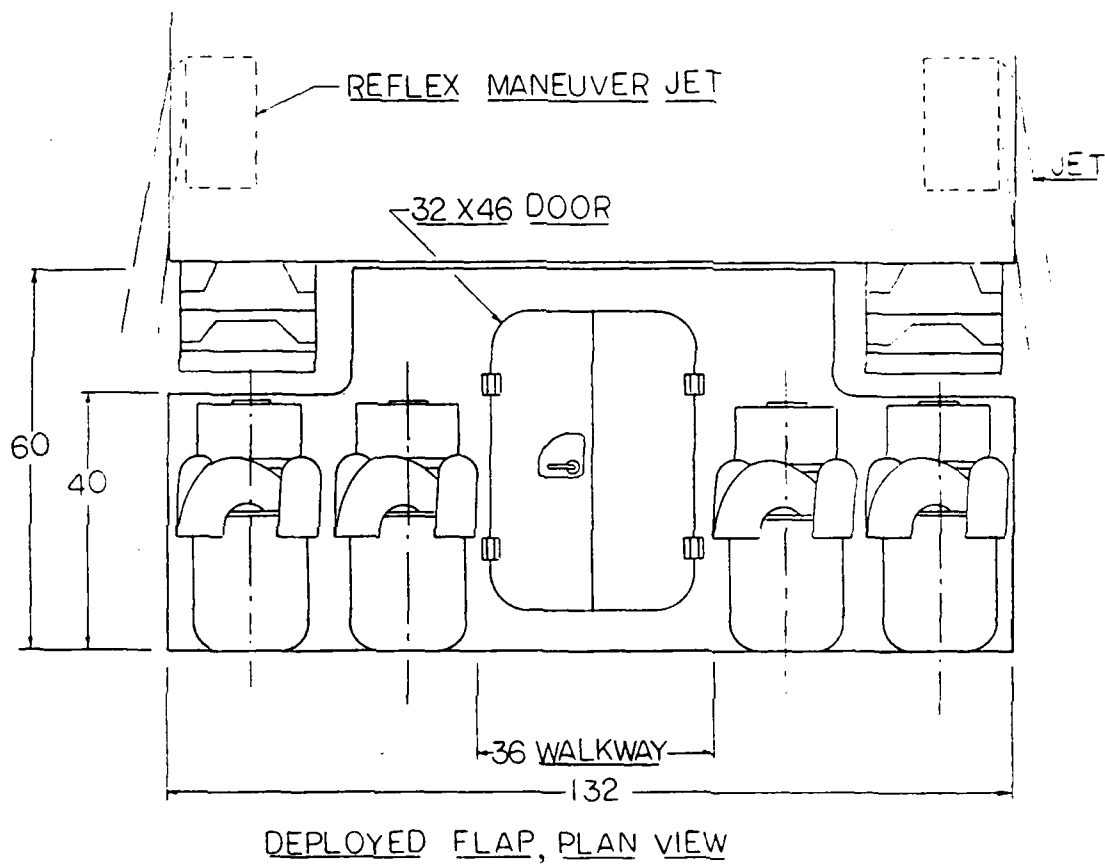 REFLEX MANEUVER JET
JET
32 X46 DOOR
60
40
36 WALKWAY
132
DEPLOYED FLAP, PLAN VIEW